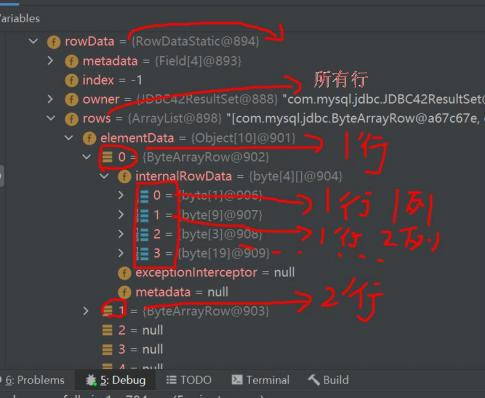 Variables
rowData = {RowDataStatic@894}
metadata = {Field[4]@893}
index = -1
所有行
owner = {JDBC42ResultSet@888} "com.mysql.jdbc.JDBC42ResultSet@
rows = {ArrayList@898} "[com.mysql.jdbc.ByteArrayRow@a67c67e,
elementData = {Object[10]@901}
0 = {ByteArrayRow@902} 1行
internalRowData = {byte[4][]@904}
0 = {byte[1]@906} 1行 1列
1 = {byte[9]@907}
2 = {byte[3]@908} 1行 2列
3 = {byte[19]@909}
exceptionInterceptor = null
metadata = null
1 = {ByteArrayRow@903} 2行
2 = null
3 = null
4 = null
6: Problems 5: Debug TODO Terminal Build